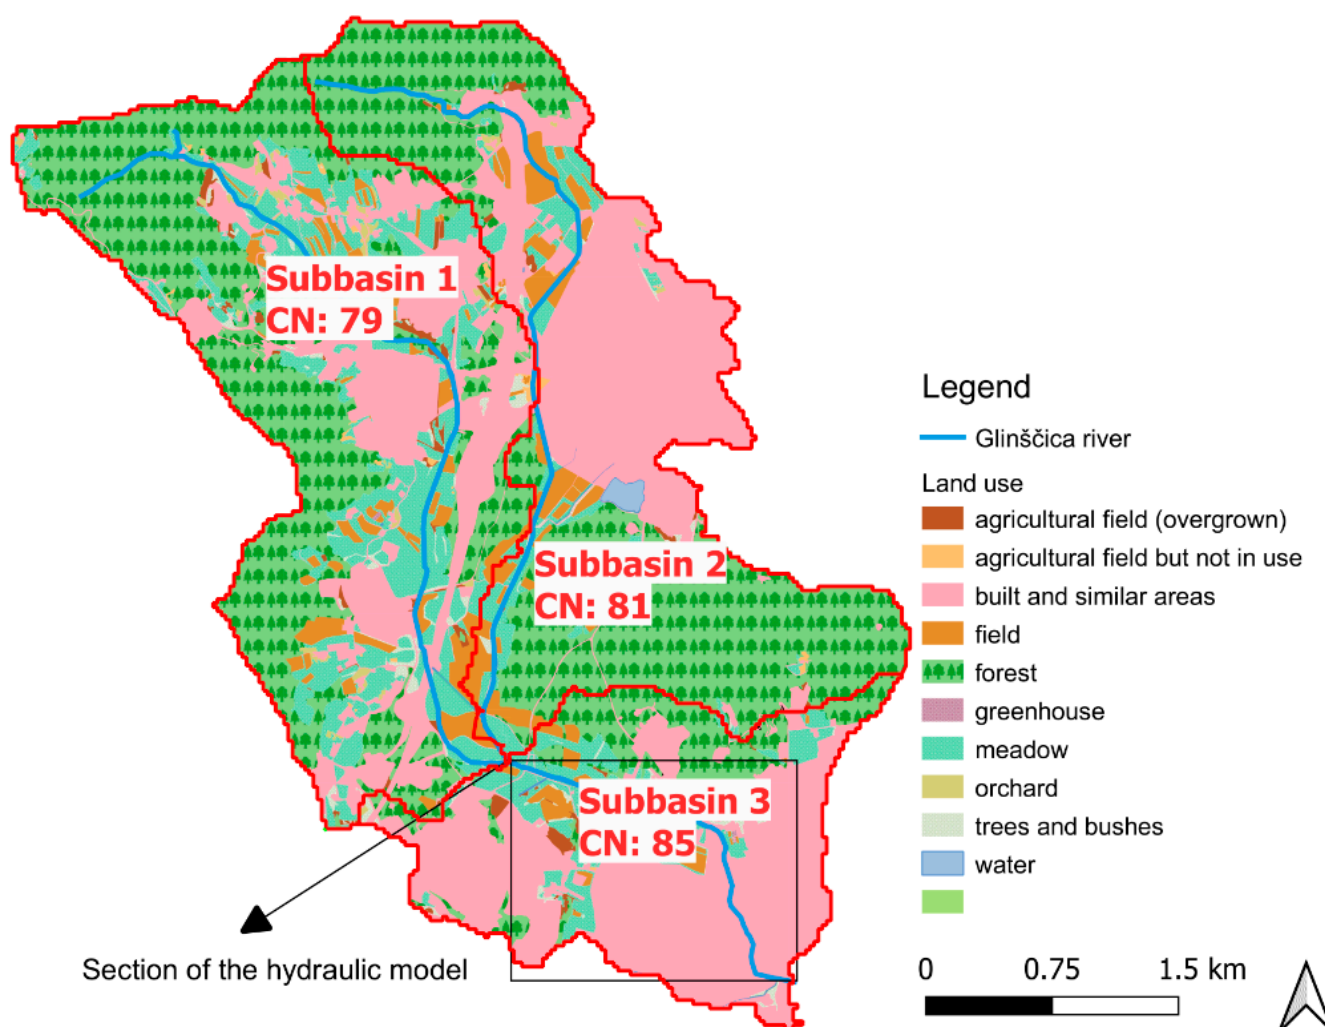 Subbasin 1
CN: 79
Subbasin 2
CN: 81
Subbasin 3
CN: 85
Section of the hydraulic model
Legend
Glinščica river
Land use
agricultural field (overgrown)
agricultural field but not in use
built and similar areas
field
forest
greenhouse
meadow
orchard
trees and bushes
water
0 0.75 1.5 km